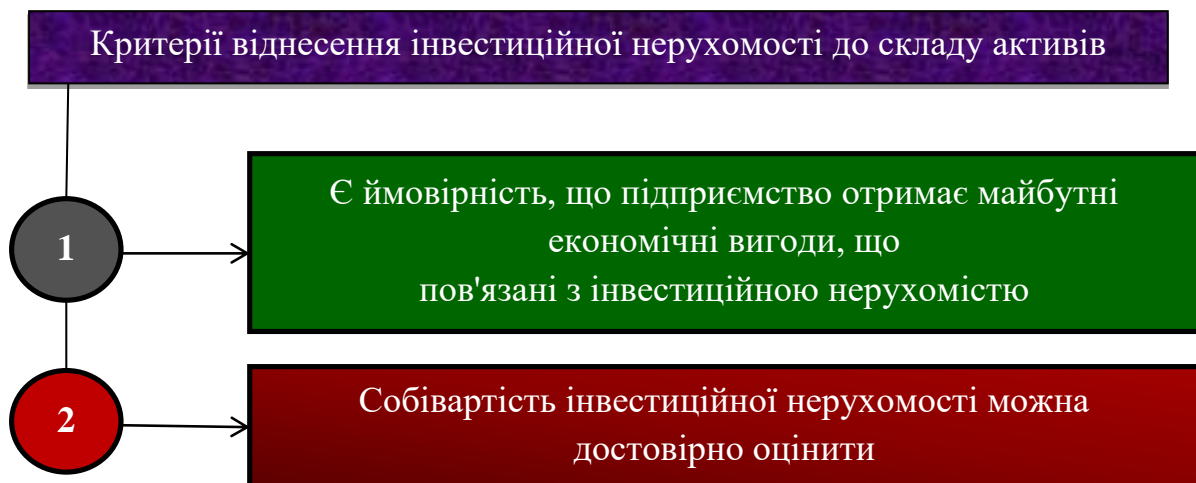 Критерії віднесення інвестиційної нерухомості до складу активів
1
Є ймовірність, що підприємство отримає майбутні
економічні вигоди, що
пов'язані з інвестиційною нерухомістю
2
Собівартість інвестиційної нерухомості можна
достовірно оцінити